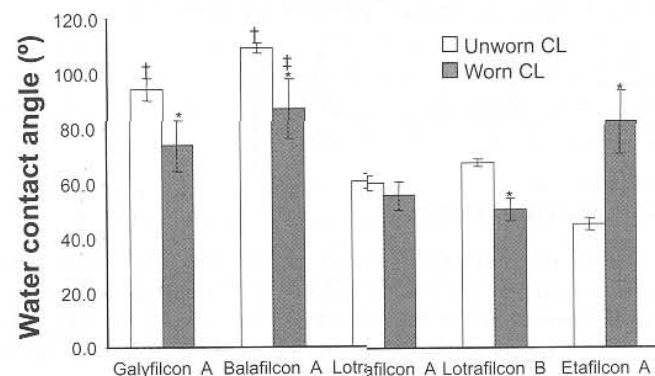 Water contact angle (º)
120.0
100.0
80.0
60.0
40.0
20.0
0.0
† * † ‡ * * *
Unworn CL
Worn CL
Galyfilcon A Balafilcon A Lotrafilcon A Lotrafilcon B Etafilcon A